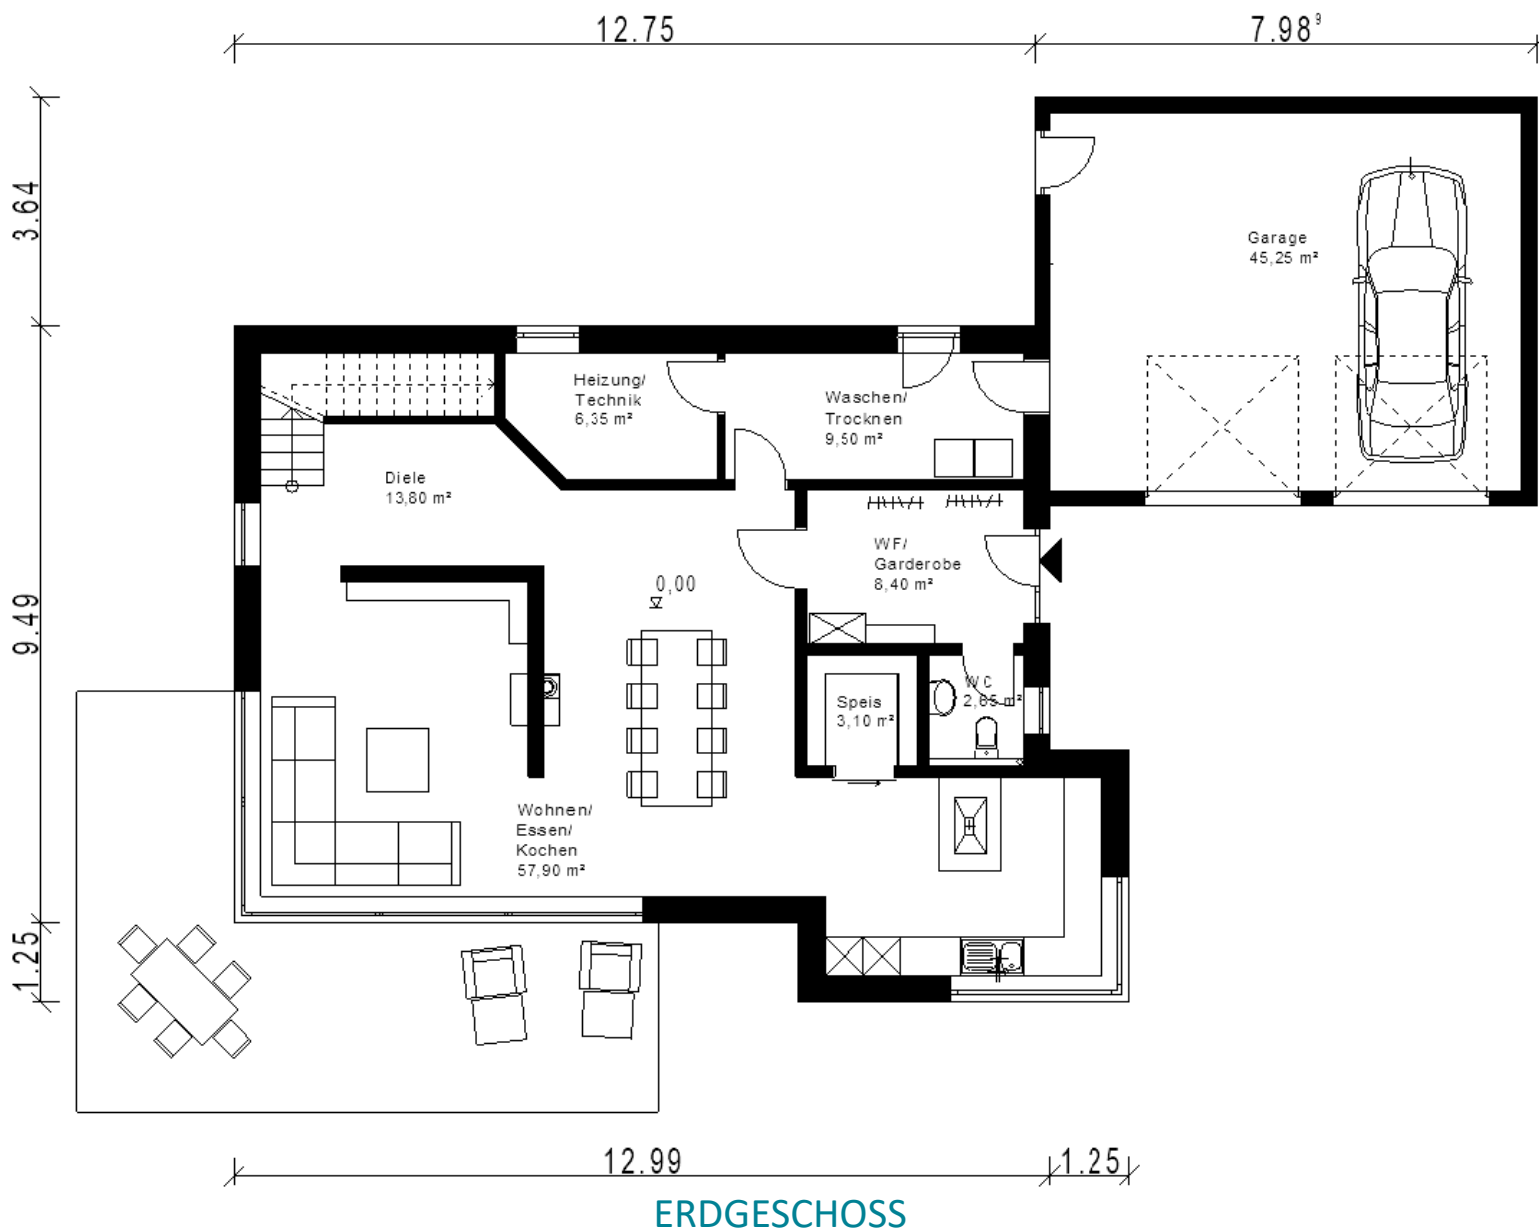 12.75
7.98⁹
3.64
Garage
45,25 m²
Heizung/
Technik
6,35 m²
Waschen/
Trocknen
9,50 m²
Diele
13,80 m²
WF/
Garderobe
8,40 m²
0,00
9.49
WC
2,65 m²
Speis
3,10 m²
Wohnen/
Essen/
Kochen
57,90 m²
1.25
12.99
1.25
ERDGESCHOSS